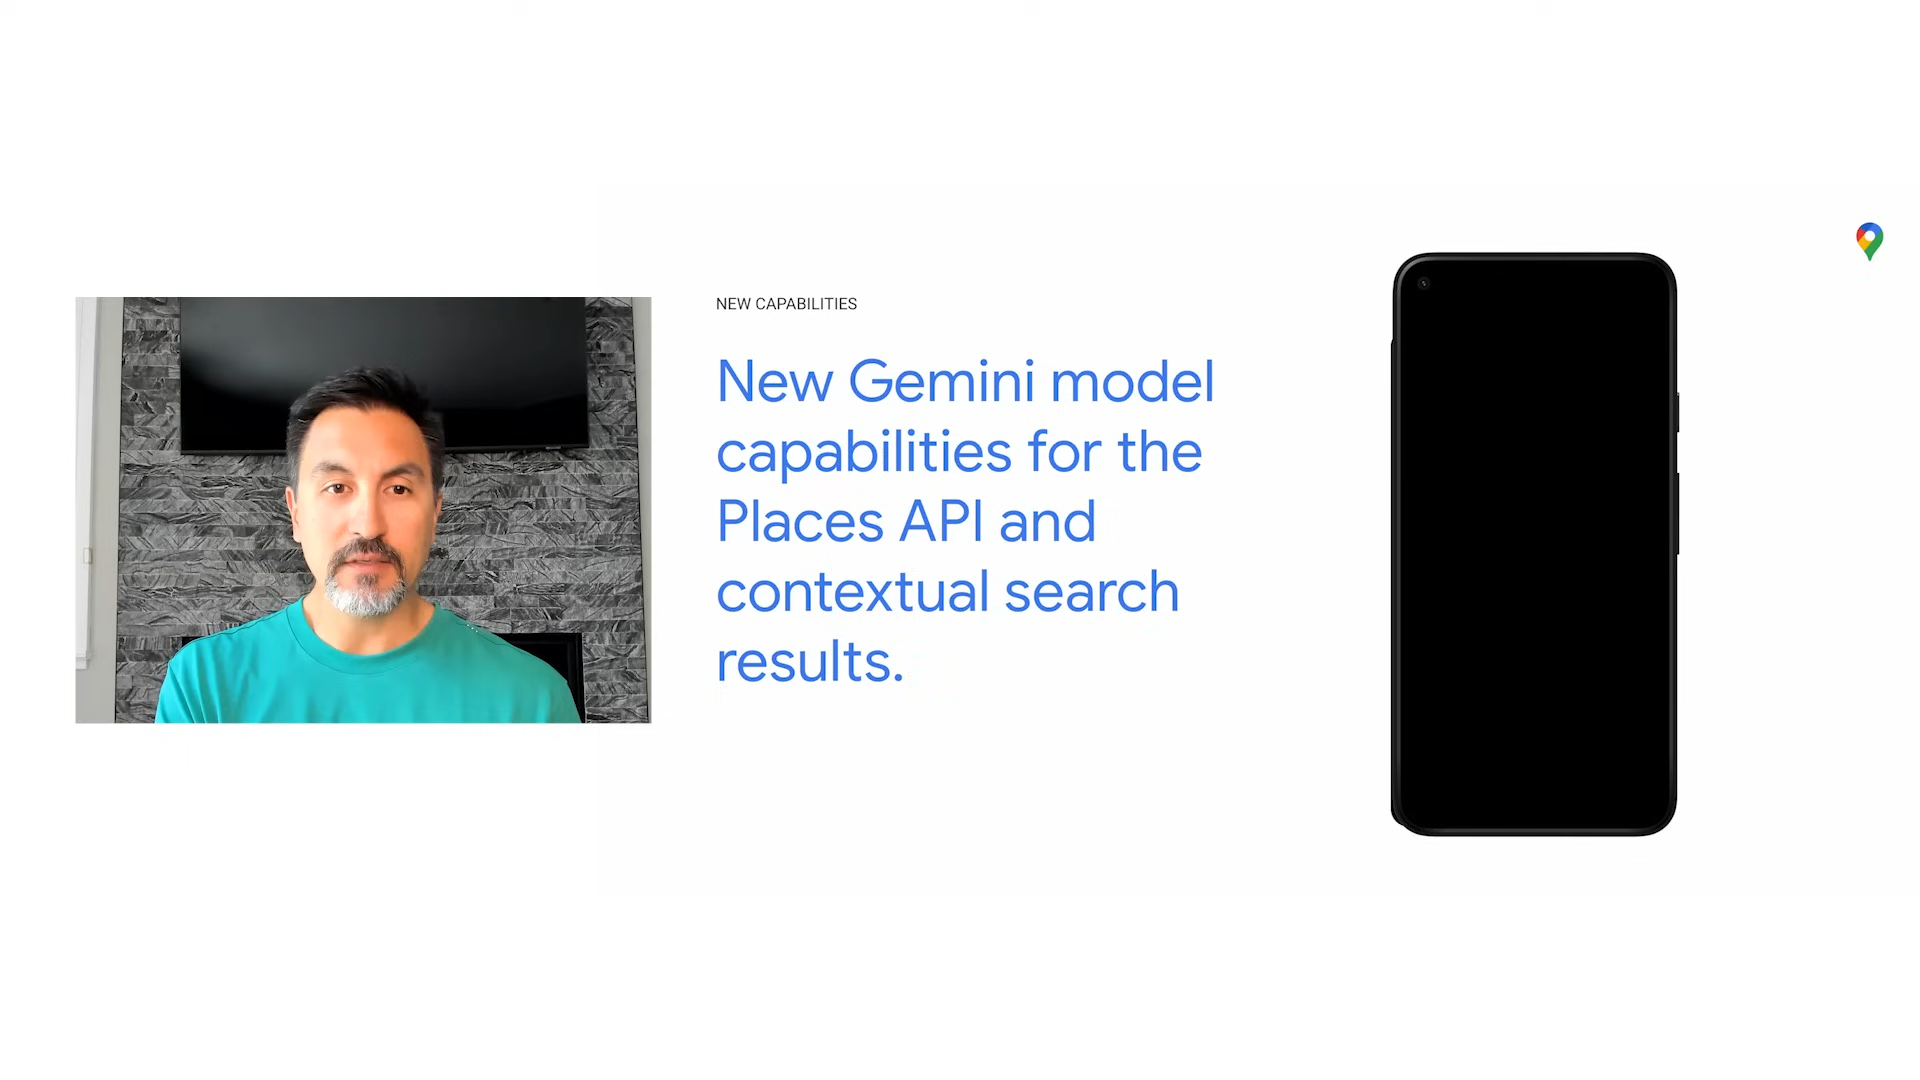 NEW CAPABILITIES
New Gemini model
capabilities for the
Places API and
contextual search
results.